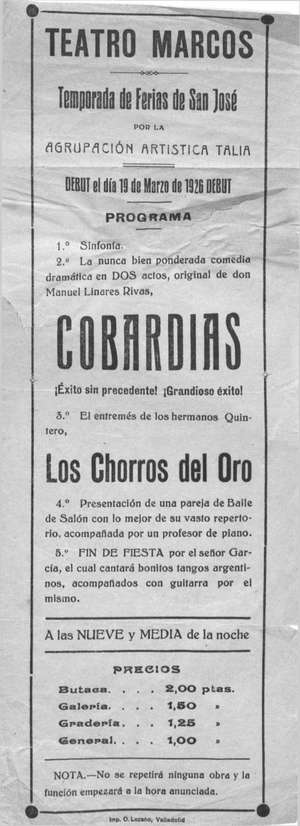 TEATRO MARCOS
Temporada de Ferias de San José
POR LA
AGRUPACIÓN ARTISTICA TALIA
DEBUT el día 19 de Marzo de 1926 DEBUT
PROGRAMA
1.º Sinfonía.
2.º La nunca bien ponderada comedia
dramática en DOS actos, original de don
Manuel Linares Rivas,
COBARDIAS
¡Éxito sin precedente! ¡Grandioso éxito!
3.º El entremés de los hermanos Quin-
tero,
Los Chorros del Oro
4.º Presentación de una pareja de Baile
de Salón con lo mejor de su vasto reperto-
rio, acompañada por un profesor de piano.
5.º FIN DE FIESTA por el señor Gar-
cía, el cual cantará bonitos tangos argenti-
nos, acompañados con guitarra por el
mismo.
A las NUEVE y MEDIA de la noche
PRECIOS
Butaca. . . . 2,00 ptas.
Galería. . . . 1,50 »
Gradería. . . 1,25 »
General. . . . 1,00 »
NOTA.—No se repetirá ninguna obra y la
función empezará a la hora anunciada.
Imp. O. Lozano, Valladolid